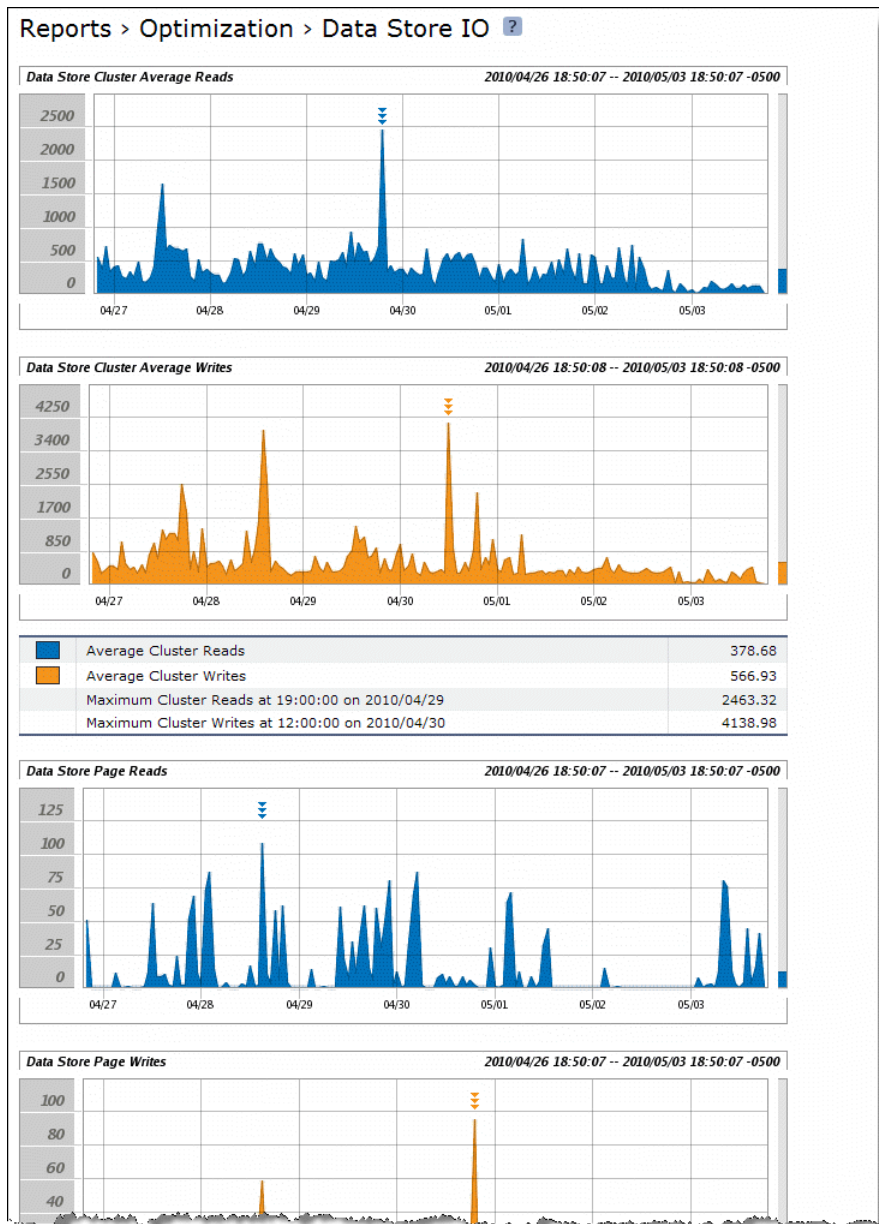 Reports › Optimization › Data Store IO ?
Data Store Cluster Average Reads 2010/04/26 18:50:07 -- 2010/05/03 18:50:07 -0500
2500
2000
1500
1000
500
0
04/27 04/28 04/29 04/30 05/01 05/02 05/03
Data Store Cluster Average Writes 2010/04/26 18:50:08 -- 2010/05/03 18:50:08 -0500
4250
3400
2550
1700
850
0
04/27 04/28 04/29 04/30 05/01 05/02 05/03
Average Cluster Reads 378.68
Average Cluster Writes 566.93
Maximum Cluster Reads at 19:00:00 on 2010/04/29 2463.32
Maximum Cluster Writes at 12:00:00 on 2010/04/30 4138.98
Data Store Page Reads 2010/04/26 18:50:07 -- 2010/05/03 18:50:07 -0500
125
100
75
50
25
0
04/27 04/28 04/29 04/30 05/01 05/02 05/03
Data Store Page Writes 2010/04/26 18:50:07 -- 2010/05/03 18:50:07 -0500
100
80
60
40